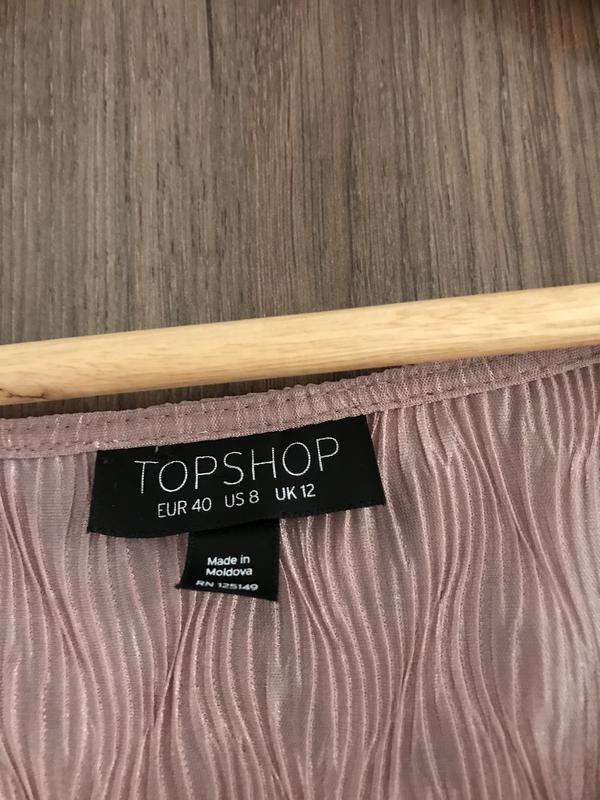 TOPSHOP
EUR 40 US 8 UK 12
Made in
Moldova
RN 125149